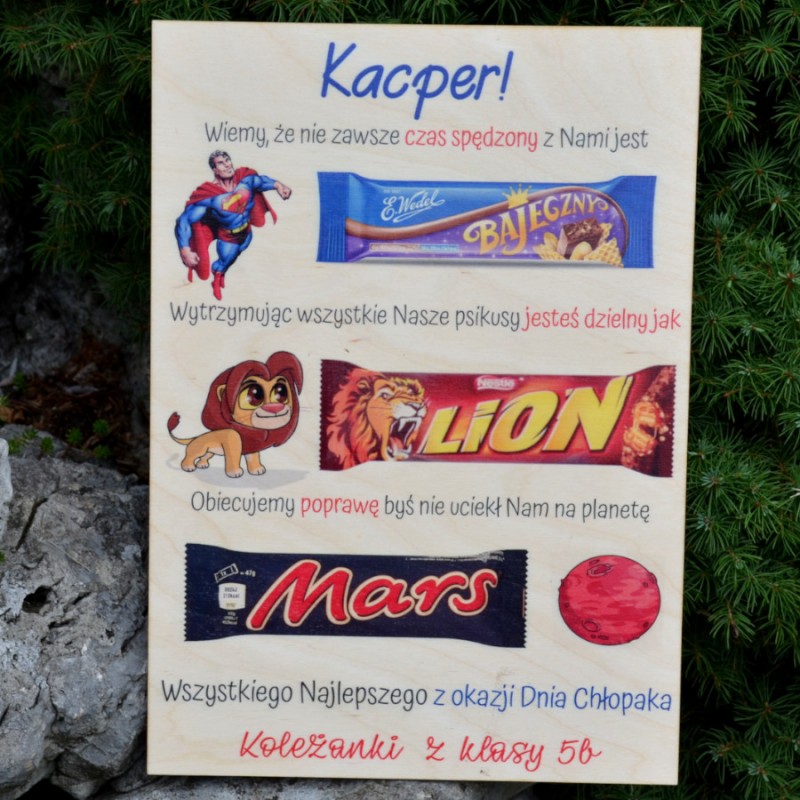 Kacper!
Wiemy, że nie zawsze czas spędzony z Nami jest
E.Wedel
BAJECZNY
Wytrzymując wszystkie Nasze psikusy jesteś dzielny jak
Nestlé
LION
Obiecujemy poprawę byś nie uciekł Nam na planetę
Mars
Wszystkiego Najlepszego z okazji Dnia Chłopaka
Koleżanki z klasy 5b